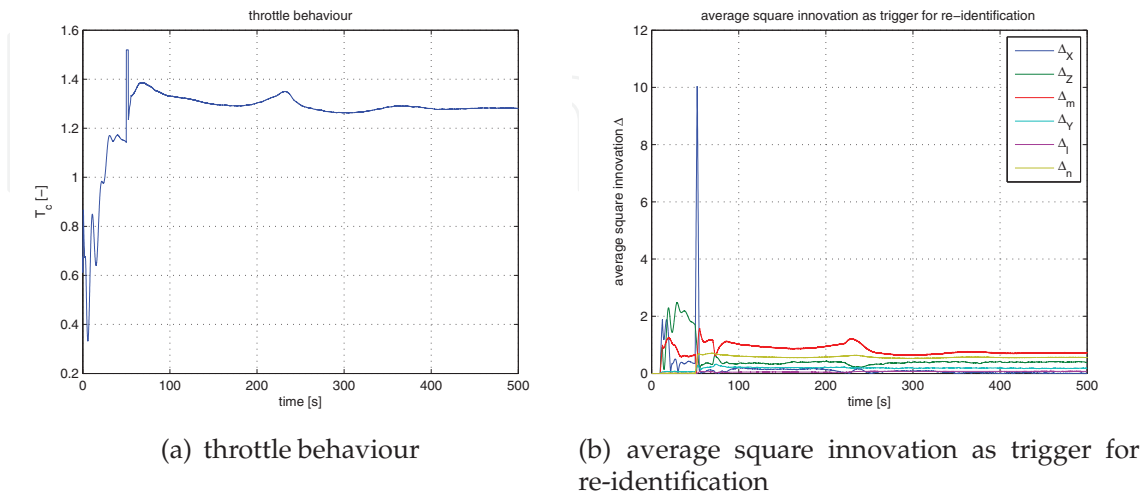 throttle behaviour
1.6
1.4
1.2
1
0.8
0.6
0.4
0.2
T_c [-]
0
100
200
300
400
500
time [s]
(a) throttle behaviour
average square innovation as trigger for re-identification
12
10
8
6
4
2
0
average square innovation Δ
Δ_X
Δ_Z
Δ_m
Δ_Y
Δ_l
Δ_n
0
100
200
300
400
500
time [s]
(b) average square innovation as trigger for
re-identification